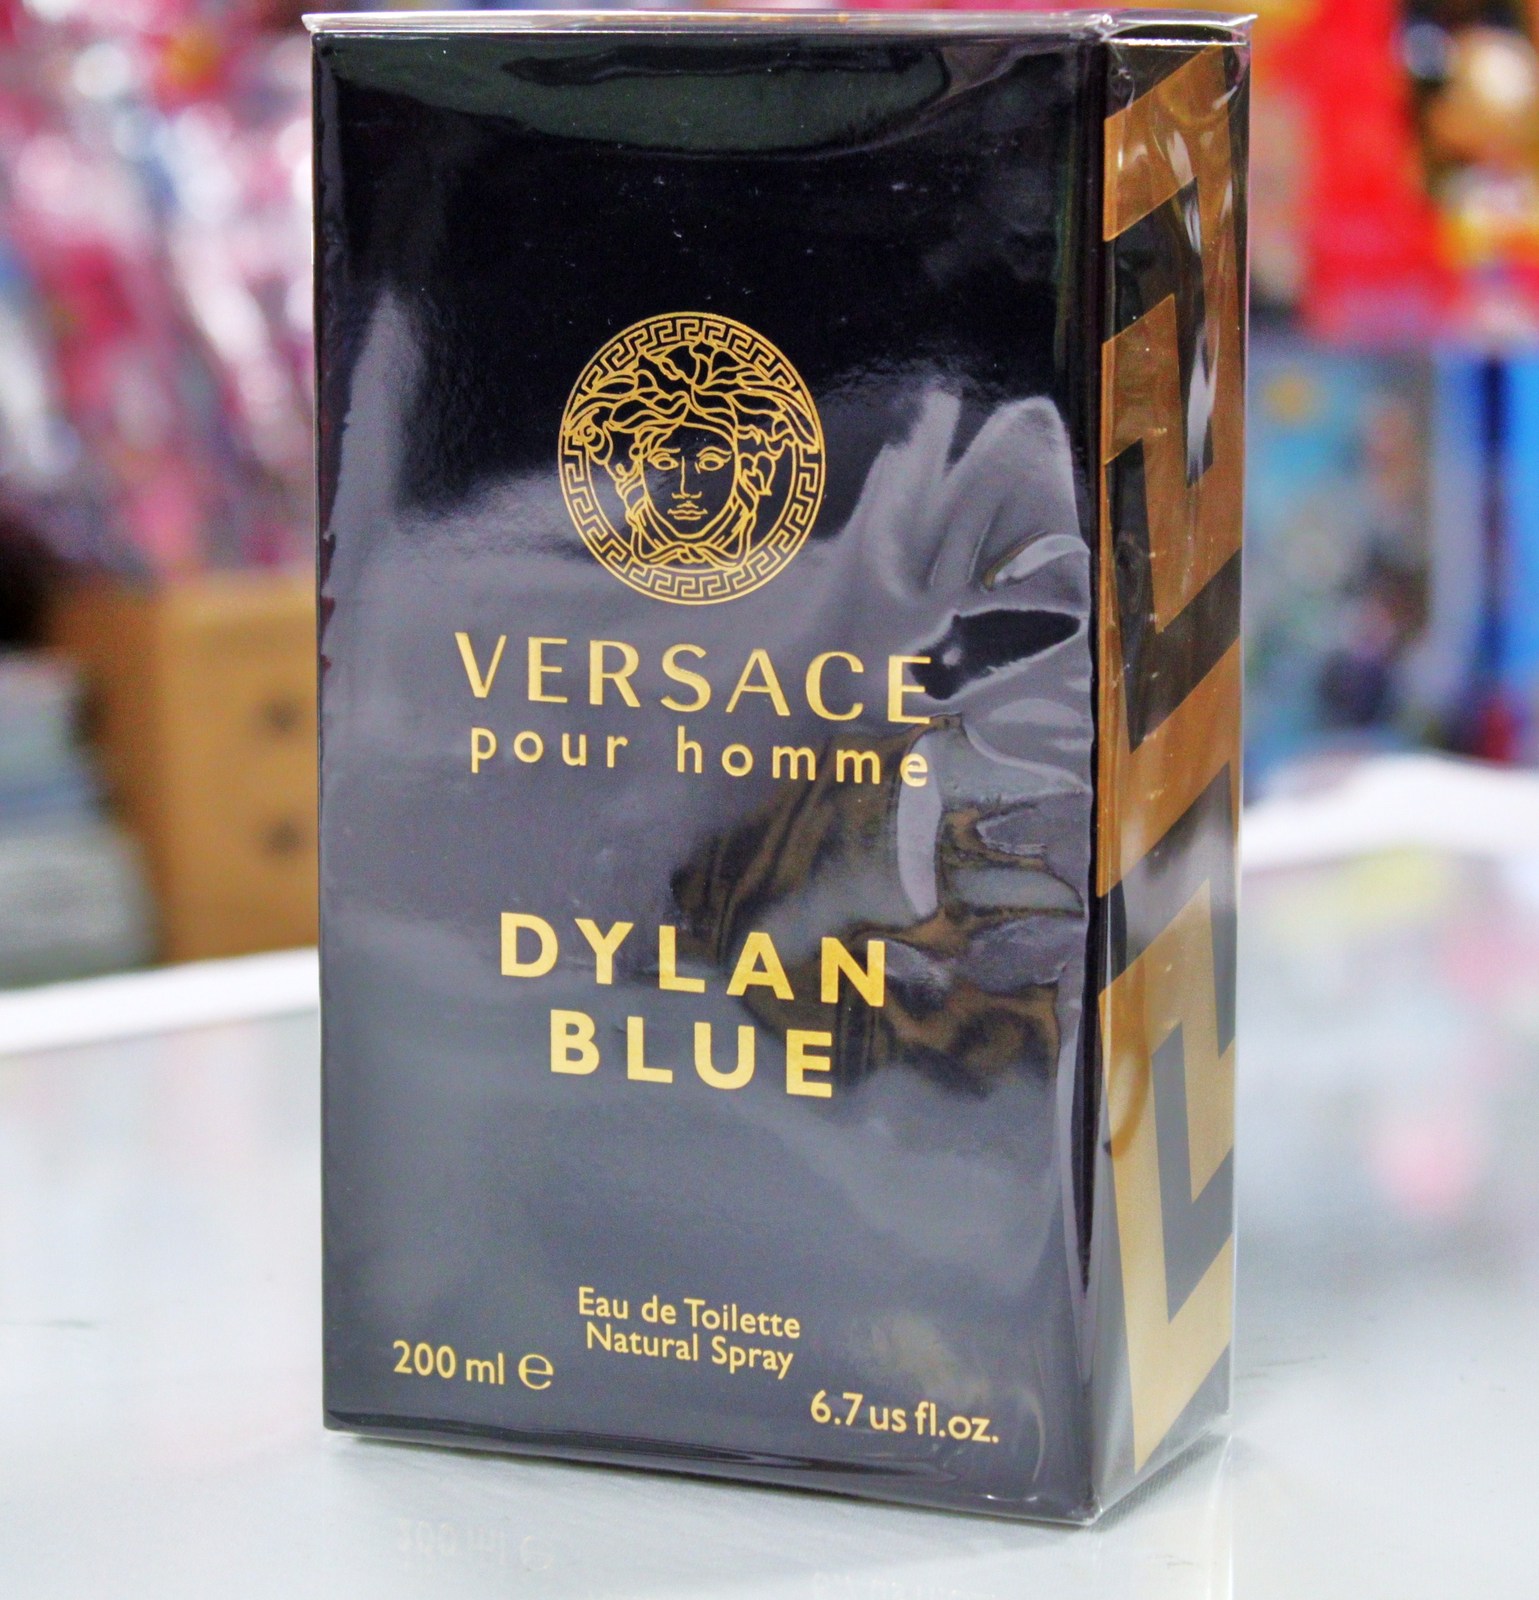 VERSACE
pour homme
DYLAN
BLUE
Eau de Toilette
Natural Spray
200 ml ℮
6.7 us fl.oz.